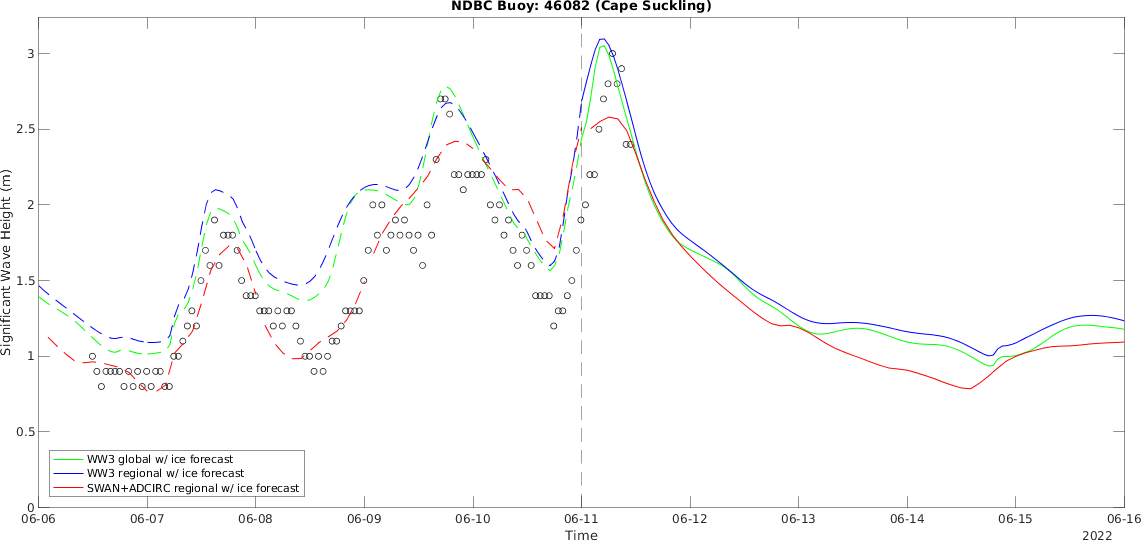 NDBC Buoy: 46082 (Cape Suckling)
3
2.5
2
1.5
1
0.5
0
Significant Wave Height (m)
WW3 global w/ ice forecast
WW3 regional w/ ice forecast
SWAN+ADCIRC regional w/ ice forecast
06-06 06-07 06-08 06-09 06-10 06-11 06-12 06-13 06-14 06-15 06-16
Time
2022